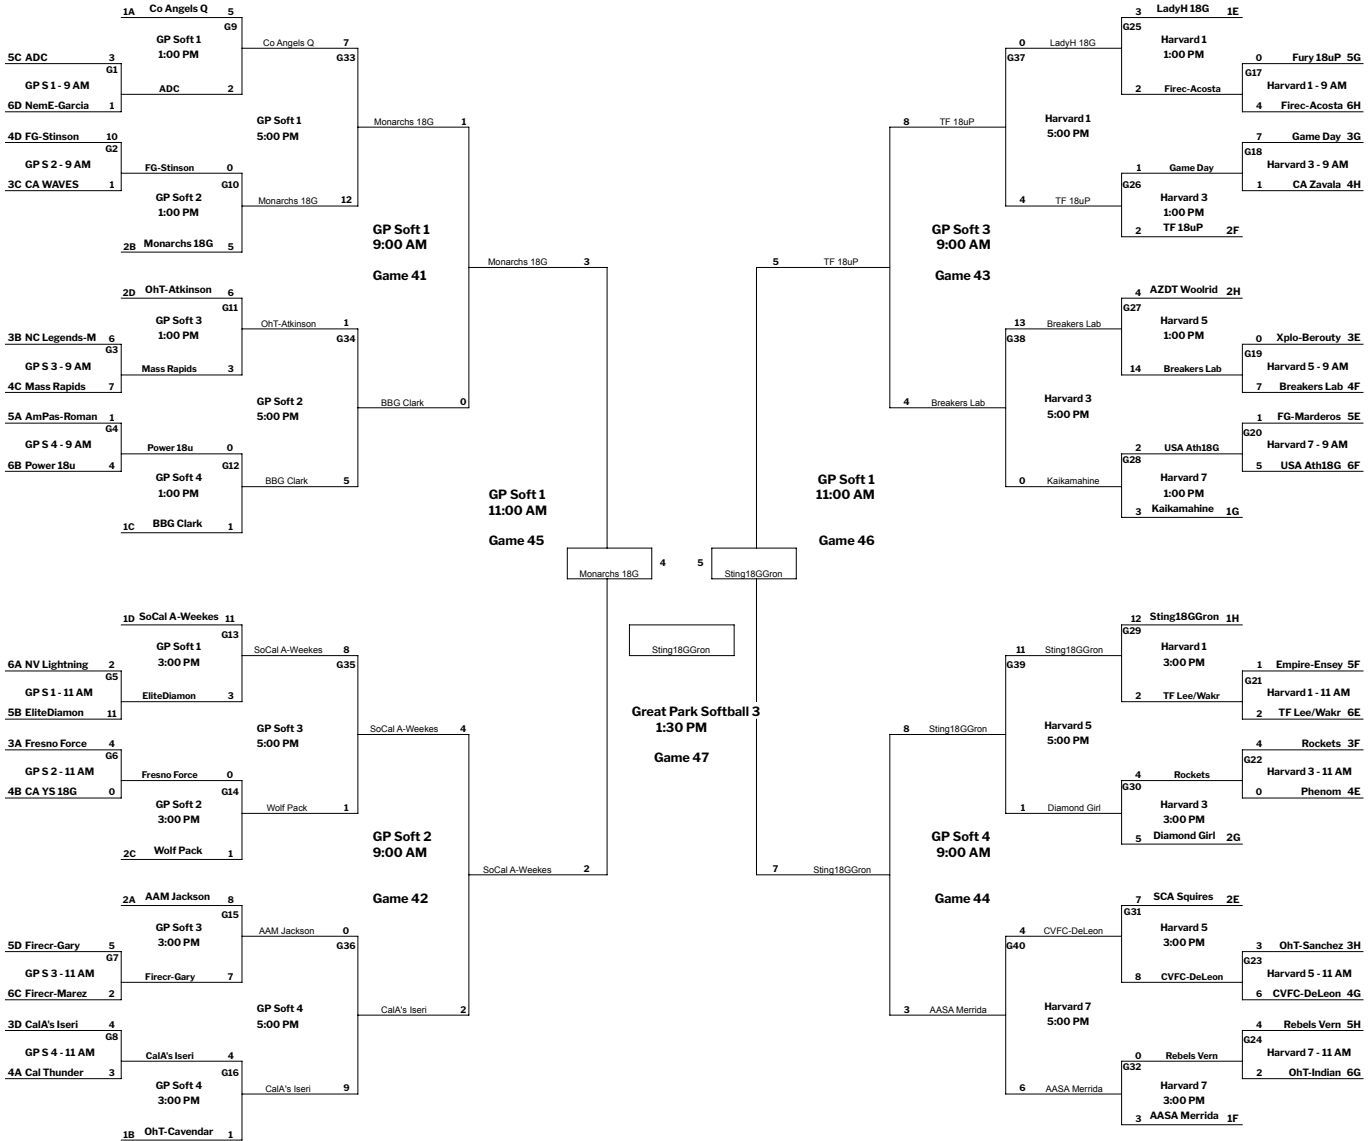 1A Co Angels Q 5
G9
GP Soft 1
1:00 PM
5C ADC 3
G1
GP S 1 - 9 AM
ADC 2
6D NemE-Garcia 1
Co Angels Q 7
G33
GP Soft 1
5:00 PM
4D FG-Stinson 10
G2
GP S 2 - 9 AM
FG-Stinson 0
3C CA WAVES 1
G10
GP Soft 2
1:00 PM
Monarchs 18G 12
2B Monarchs 18G 5
Monarchs 18G 1
GP Soft 1
9:00 AM
Game 41
2D OhT-Atkinson 6
G11
GP Soft 3
1:00 PM
3B NC Legends-M 6
G3
GP S 3 - 9 AM
Mass Rapids 3
4C Mass Rapids 7
OhT-Atkinson 1
G34
GP Soft 2
5:00 PM
5A AmPas-Roman 1
G4
GP S 4 - 9 AM
Power 18u 0
6B Power 18u 4
G12
GP Soft 4
1:00 PM
BBG Clark 5
1C BBG Clark 1
BBG Clark 0
Monarchs 18G 3
GP Soft 1
11:00 AM
Game 45
Monarchs 18G 4
1D SoCal A-Weekes 11
G13
GP Soft 1
3:00 PM
6A NV Lightning 2
G5
GP S 1 - 11 AM
EliteDiamon 3
5B EliteDiamon 11
SoCal A-Weekes 8
G35
GP Soft 3
5:00 PM
3A Fresno Force 4
G6
GP S 2 - 11 AM
Fresno Force 0
4B CA YS 18G 0
G14
GP Soft 2
3:00 PM
Wolf Pack 1
2C Wolf Pack 1
SoCal A-Weekes 4
GP Soft 2
9:00 AM
Game 42
SoCal A-Weekes 2
2A AAM Jackson 8
G15
GP Soft 3
3:00 PM
5D Firecr-Gary 5
G7
GP S 3 - 11 AM
Firecr-Gary 7
6C Firecr-Marez 2
AAM Jackson 0
G36
GP Soft 4
5:00 PM
3D CalA's Iseri 4
G8
GP S 4 - 11 AM
CalA's Iseri 4
4A Cal Thunder 3
G16
GP Soft 4
3:00 PM
CalA's Iseri 9
1B OhT-Cavendar 1
CalA's Iseri 2
Sting18GGron
Great Park Softball 3
1:30 PM
Game 47
3 LadyH 18G 1E
G25
Harvard 1
1:00 PM
0 Fury 18uP 5G
G17
Harvard 1 - 9 AM
2 Firec-Acosta
4 Firec-Acosta 6H
0 LadyH 18G
G37
Harvard 1
5:00 PM
7 Game Day 3G
G18
Harvard 3 - 9 AM
1 Game Day
1 CA Zavala 4H
G26
Harvard 3
1:00 PM
4 TF 18uP
2 TF 18uP 2F
8 TF 18uP
GP Soft 3
9:00 AM
Game 43
4 AZDT Woolrid 2H
G27
Harvard 5
1:00 PM
0 Xplo-Berouty 3E
G19
Harvard 5 - 9 AM
14 Breakers Lab
7 Breakers Lab 4F
13 Breakers Lab
G38
Harvard 3
5:00 PM
1 FG-Marderos 5E
G20
Harvard 7 - 9 AM
2 USA Ath18G
5 USA Ath18G 6F
G28
Harvard 7
1:00 PM
0 Kaikamahine
3 Kaikamahine 1G
4 Breakers Lab
5 TF 18uP
GP Soft 1
11:00 AM
Game 46
5 Sting18GGron
12 Sting18GGron 1H
G29
Harvard 1
3:00 PM
1 Empire-Ensey 5F
G21
Harvard 1 - 11 AM
2 TF Lee/Wakr
2 TF Lee/Wakr 6E
11 Sting18GGron
G39
Harvard 5
5:00 PM
4 Rockets 3F
G22
Harvard 3 - 11 AM
4 Rockets
0 Phenom 4E
G30
Harvard 3
3:00 PM
1 Diamond Girl
5 Diamond Girl 2G
8 Sting18GGron
GP Soft 4
9:00 AM
Game 44
7 Sting18GGron
7 SCA Squires 2E
G31
Harvard 5
3:00 PM
3 OhT-Sanchez 3H
G23
Harvard 5 - 11 AM
8 CVFC-DeLeon
6 CVFC-DeLeon 4G
4 CVFC-DeLeon
G40
Harvard 7
5:00 PM
4 Rebels Vern 5H
G24
Harvard 7 - 11 AM
0 Rebels Vern
2 OhT-Indian 6G
G32
Harvard 7
3:00 PM
6 AASA Merrida
3 AASA Merrida 1F
3 AASA Merrida